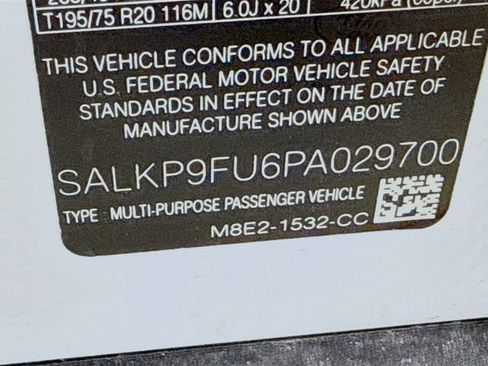 T195/75 R20 116M 6.0J x 20 420kPa
THIS VEHICLE CONFORMS TO ALL APPLICABLE
U.S. FEDERAL MOTOR VEHICLE SAFETY
STANDARDS IN EFFECT ON THE DATE OF
MANUFACTURE SHOWN ABOVE
SALKP9FU6PA029700
TYPE : MULTI-PURPOSE PASSENGER VEHICLE
M8E2-1532-CC